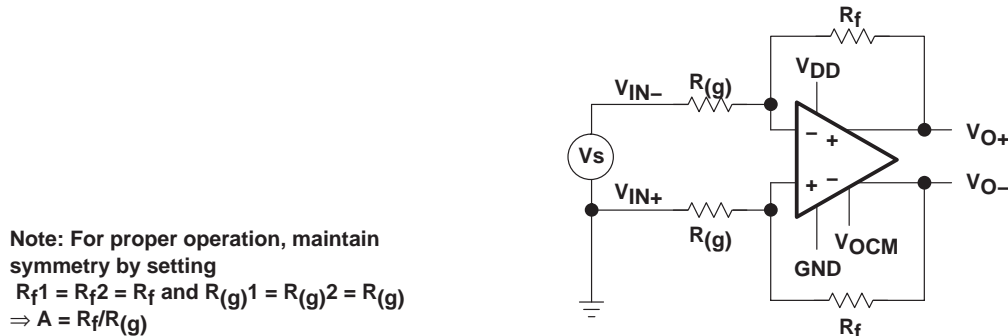 Rf
VDD
R(g)
VIN−
− +
VO+
Vs
+ −
VO−
VIN+
R(g)
VOCM
GND
Rf
Note: For proper operation, maintain
symmetry by setting
Rf1 = Rf2 = Rf and R(g)1 = R(g)2 = R(g)
⇒ A = Rf/R(g)